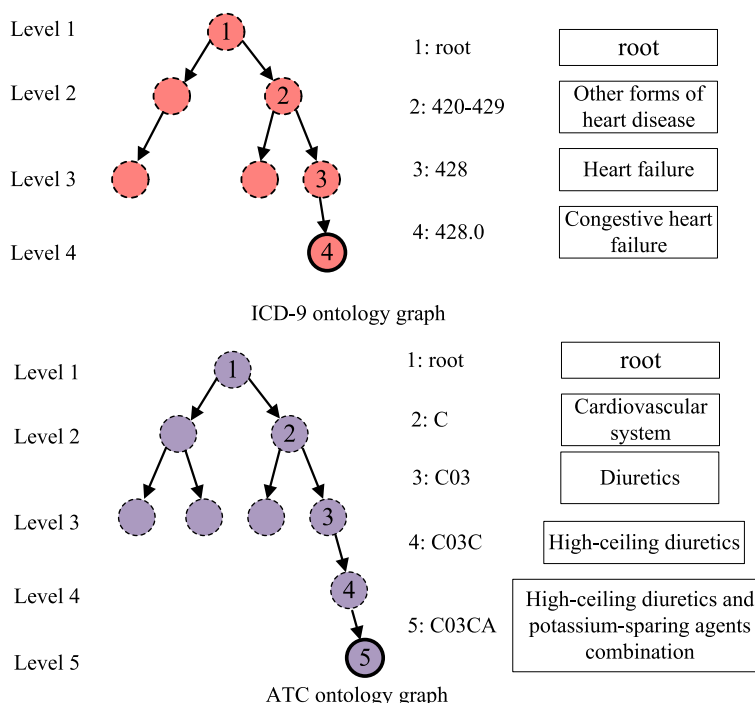 Level 1
1
1: root
root
Level 2
2
2: 420-429
Other forms of
heart disease
Level 3
3
3: 428
Heart failure
Level 4
4
4: 428.0
Congestive heart
failure
ICD-9 ontology graph
Level 1
1
1: root
root
Level 2
2
2: C
Cardiovascular
system
Level 3
3
3: C03
Diuretics
Level 4
4
4: C03C
High-ceiling diuretics
Level 5
5
5: C03CA
High-ceiling diuretics and
potassium-sparing agents
combination
ATC ontology graph